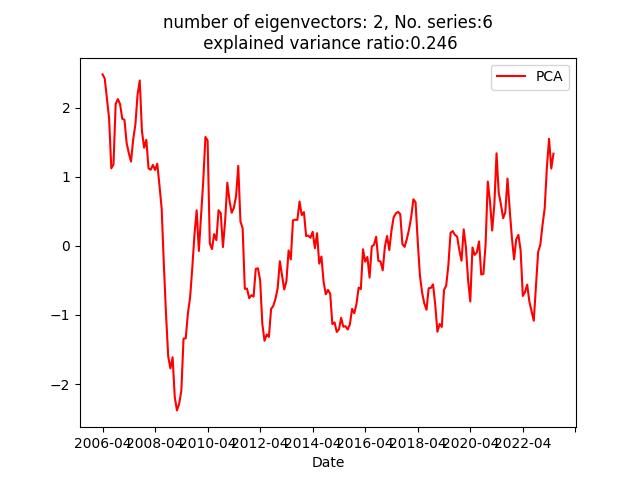 number of eigenvectors: 2, No. series:6
explained variance ratio:0.246
PCA
2
1
0
−1
−2
2006-04 2008-04 2010-04 2012-04 2014-04 2016-04 2018-04 2020-04 2022-04
Date